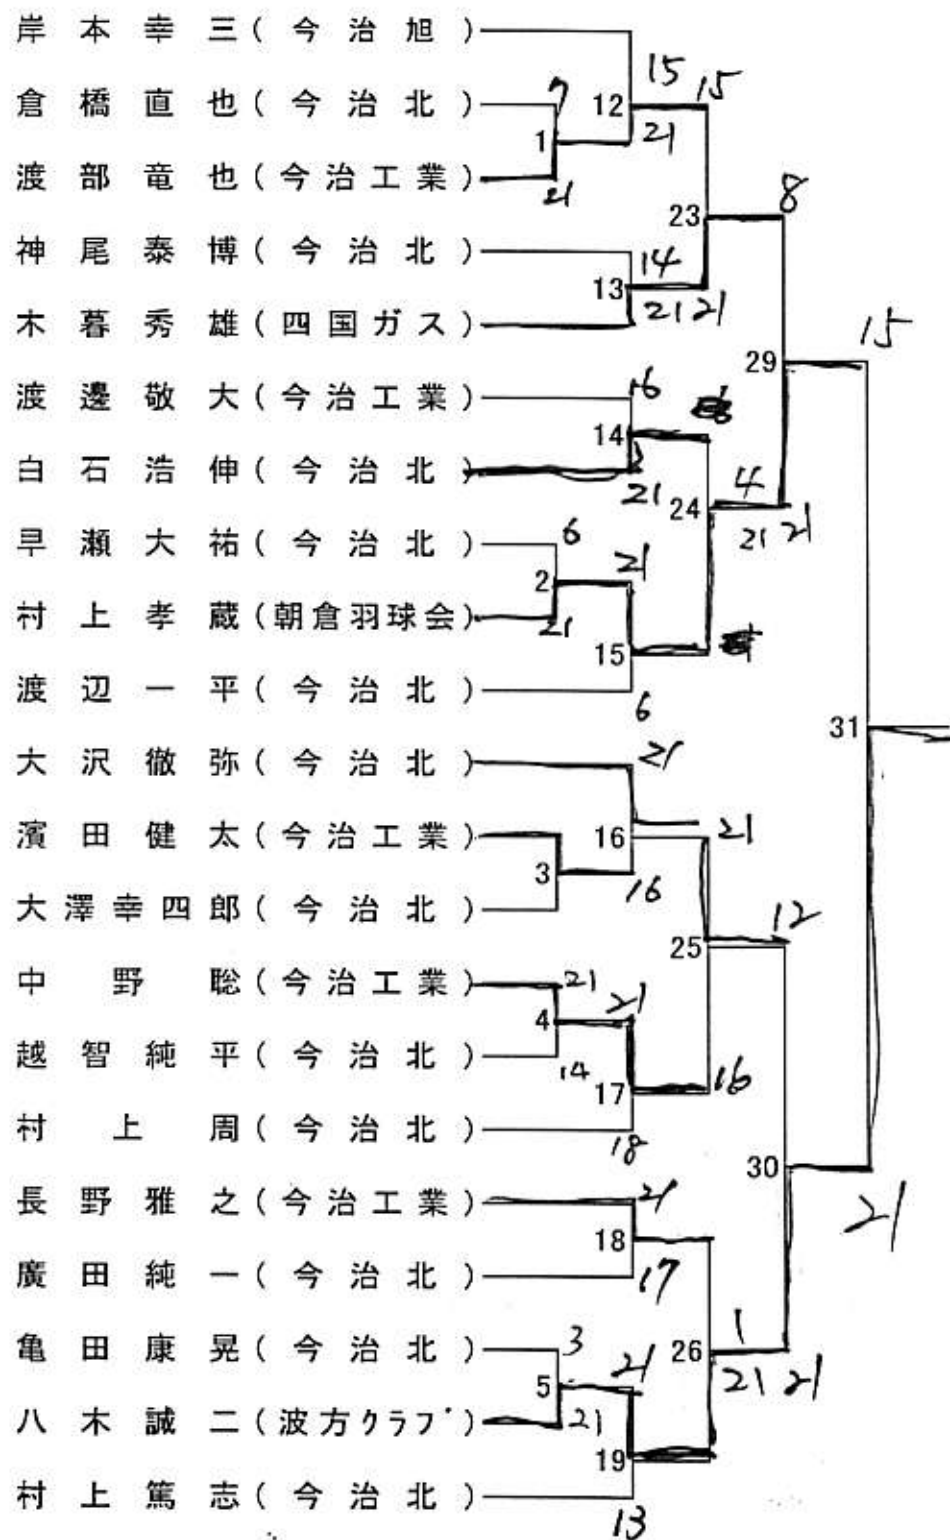 岸本幸三(今治旭)
15
15
倉橋直也(今治北)
7
12
21
1
渡部竜也(今治工業)
21
8
23
神尾泰博(今治北)
14
13
21
21
木暮秀雄(四国ガス)
15
29
渡邊敬大(今治工業)
16
14
白石浩伸(今治北)
21
4
24
21
21
早瀬大祐(今治北)
6
21
2
村上孝蔵(朝倉羽球会)
21
15
渡辺一平(今治北)
6
31
大沢徹弥(今治北)
21
濱田健太(今治工業)
16
21
3
16
大澤幸四郎(今治北)
12
25
中野聡(今治工業)
21
21
4
越智純平(今治北)
14
17
16
村上周(今治北)
18
30
長野雅之(今治工業)
21
21
18
廣田純一(今治北)
17
亀田康晃(今治北)
3
21
26
1
21
21
5
八木誠二(波方クラブ)
21
19
村上篤志(今治北)
13